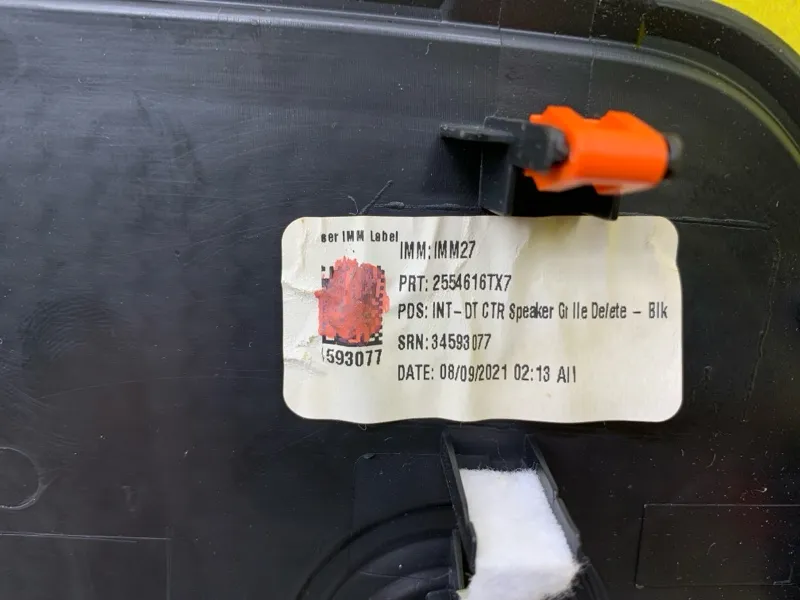 ser IMM Label
IMM: IMM27
PRT: 2554616TX7
PDS: INT-DT CTR Speaker Grille Delete - Blk
SRN: 34593077
593077
DATE: 08/09/2021 02:13